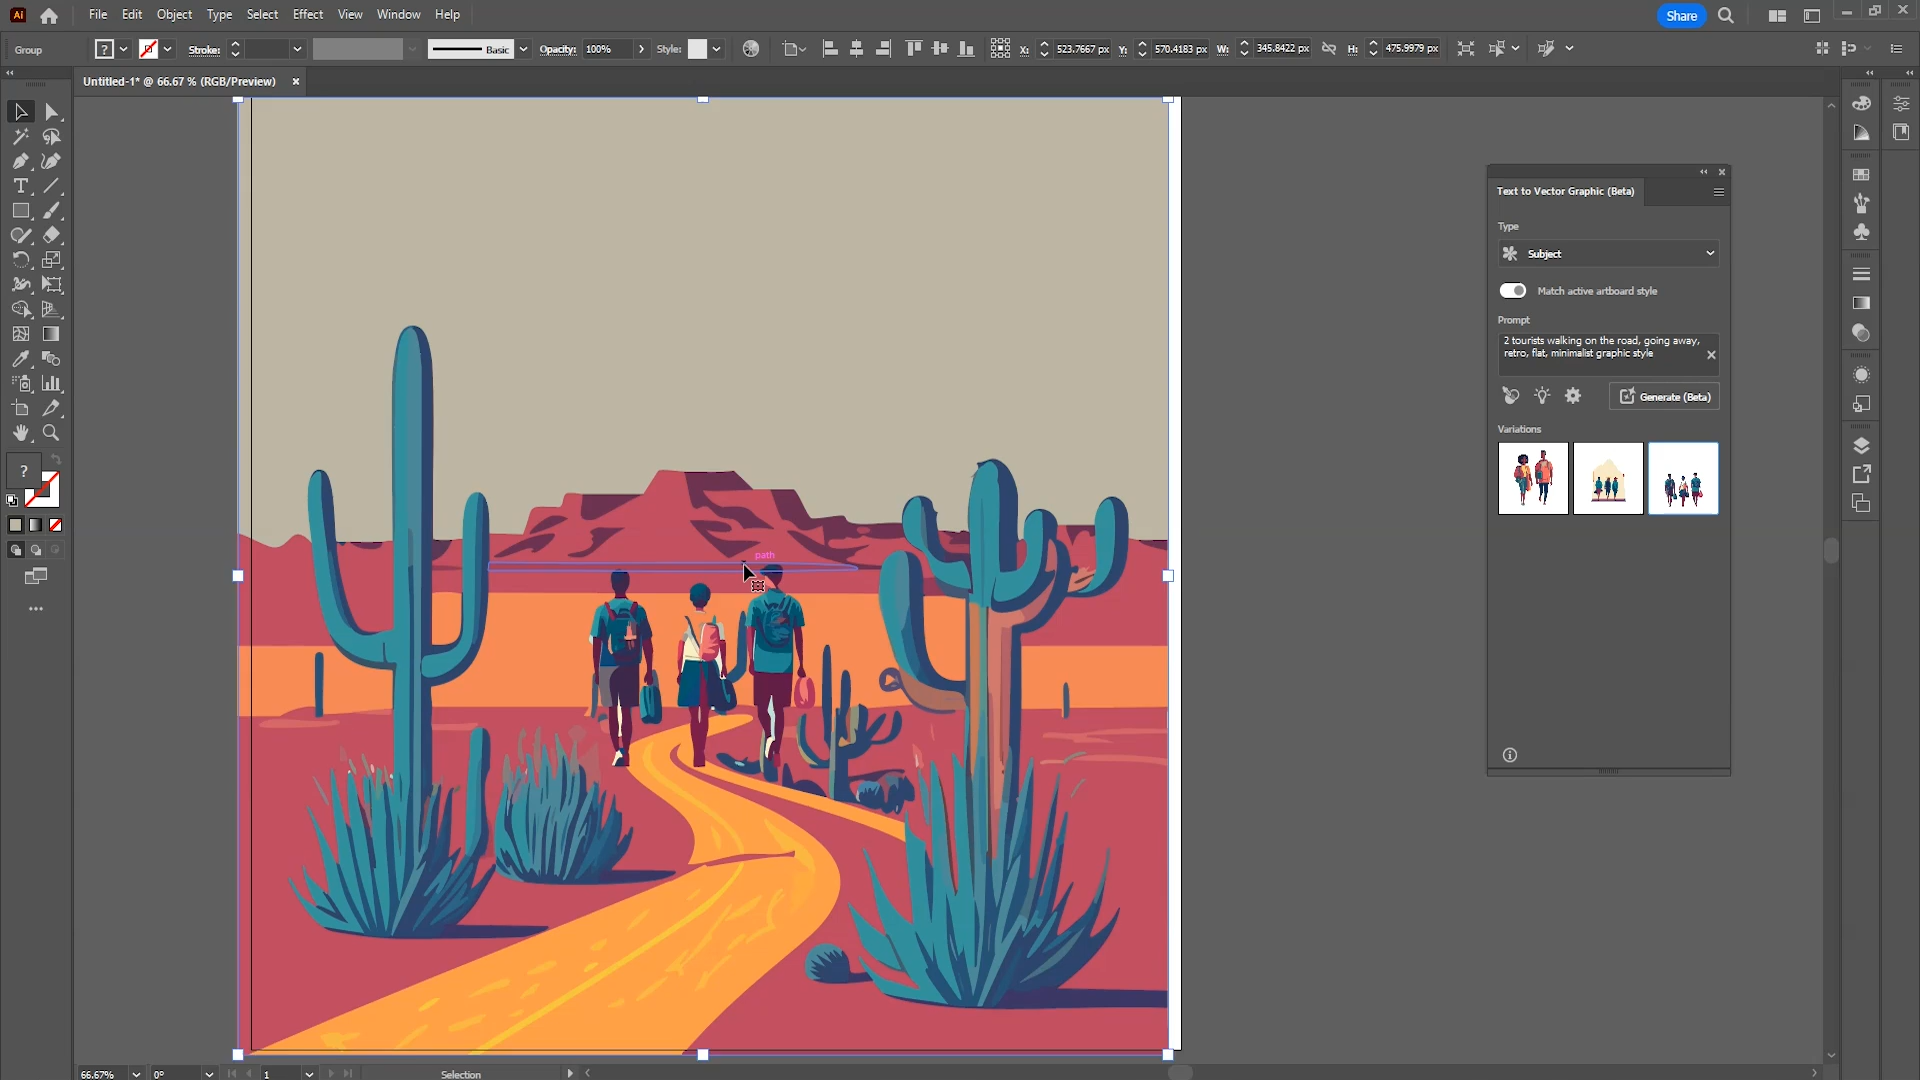 Ai File Edit Object Type Select Effect View Window Help Share
Group ? Stroke: Basic Opacity: 100% Style: X: 523.7667 px Y: 570.4183 px W: 345.8422 px H: 475.9979 px
Untitled-1* @ 66.67 % (RGB/Preview)
Text to Vector Graphic (Beta)
Type
Subject
Match active artboard style
Prompt
2 tourists walking on the road, going away,
retro, flat, minimalist graphic style
Generate (Beta)
Variations
T
?
path
66.67% 0° 1 Selection